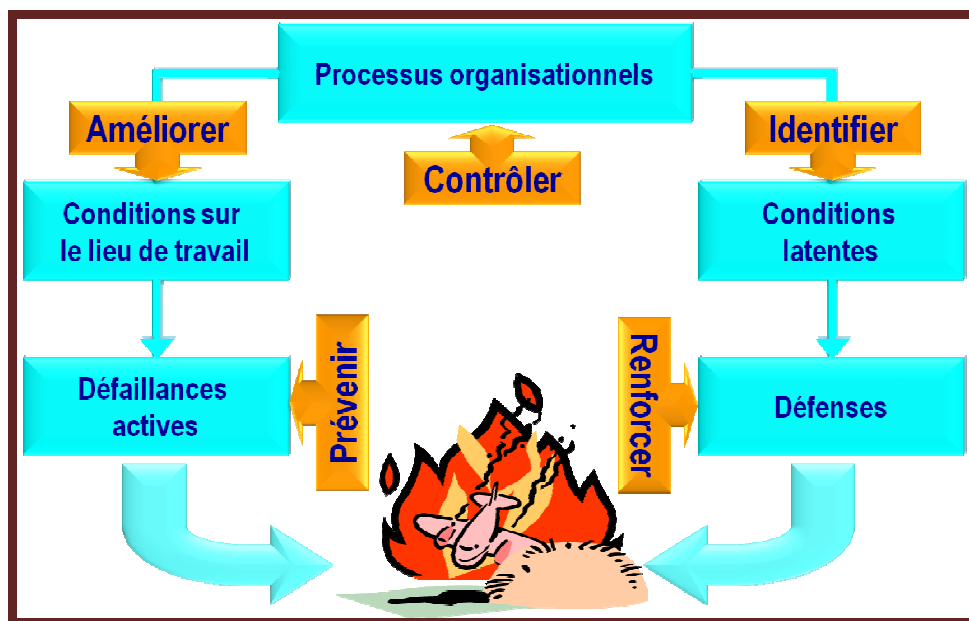 Processus organisationnels
Améliorer
Identifier
Contrôler
Conditions sur
le lieu de travail
Conditions
latentes
Prévenir
Renforcer
Défaillances
actives
Défenses